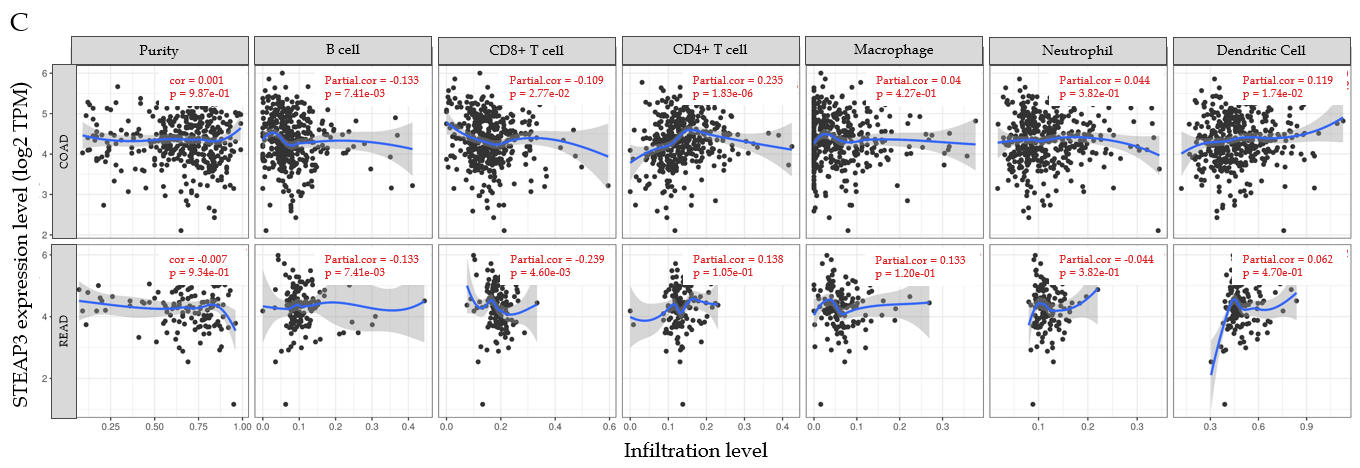 C
Purity
B cell
CD8+ T cell
CD4+ T cell
Macrophage
Neutrophil
Dendritic Cell
STEAP3 expression level (log2 TPM)
COAD
6
5
4
3
2
cor = 0.001
p = 9.87e-01
Partial.cor = -0.133
p = 7.41e-03
Partial.cor = -0.109
p = 2.77e-02
Partial.cor = 0.235
p = 1.83e-06
Partial.cor = 0.04
p = 4.27e-01
Partial.cor = 0.044
p = 3.82e-01
Partial.cor = 0.119
p = 1.74e-02
READ
6
4
2
cor = -0.007
p = 9.34e-01
Partial.cor = -0.133
p = 7.41e-03
Partial.cor = -0.239
p = 4.60e-03
Partial.cor = 0.138
p = 1.05e-01
Partial.cor = 0.133
p = 1.20e-01
Partial.cor = -0.044
p = 3.82e-01
Partial.cor = 0.062
p = 4.70e-01
0.25 0.50 0.75 1.00
0.0 0.1 0.2 0.3 0.4
0.0 0.2 0.4 0.6
0.0 0.1 0.2 0.3 0.4
0.0 0.1 0.2 0.3
0.1 0.2 0.3
0.3 0.6 0.9
Infiltration level